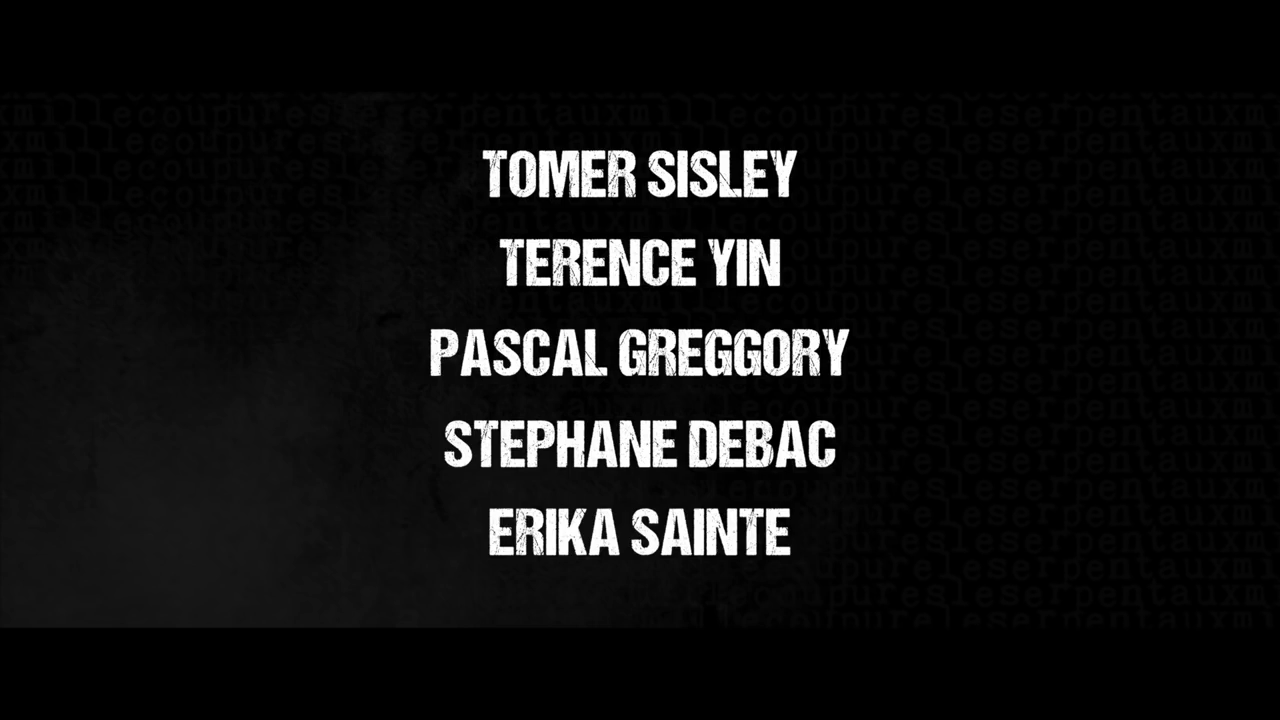 TOMER SISLEY
TERENCE YIN
PASCAL GREGGORY
STEPHANE DEBAC
ERIKA SAINTE